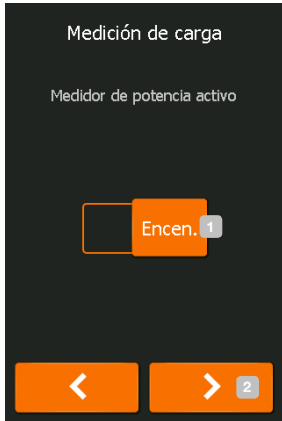 Medición de carga
Medidor de potencia activo
Encen. 1
2